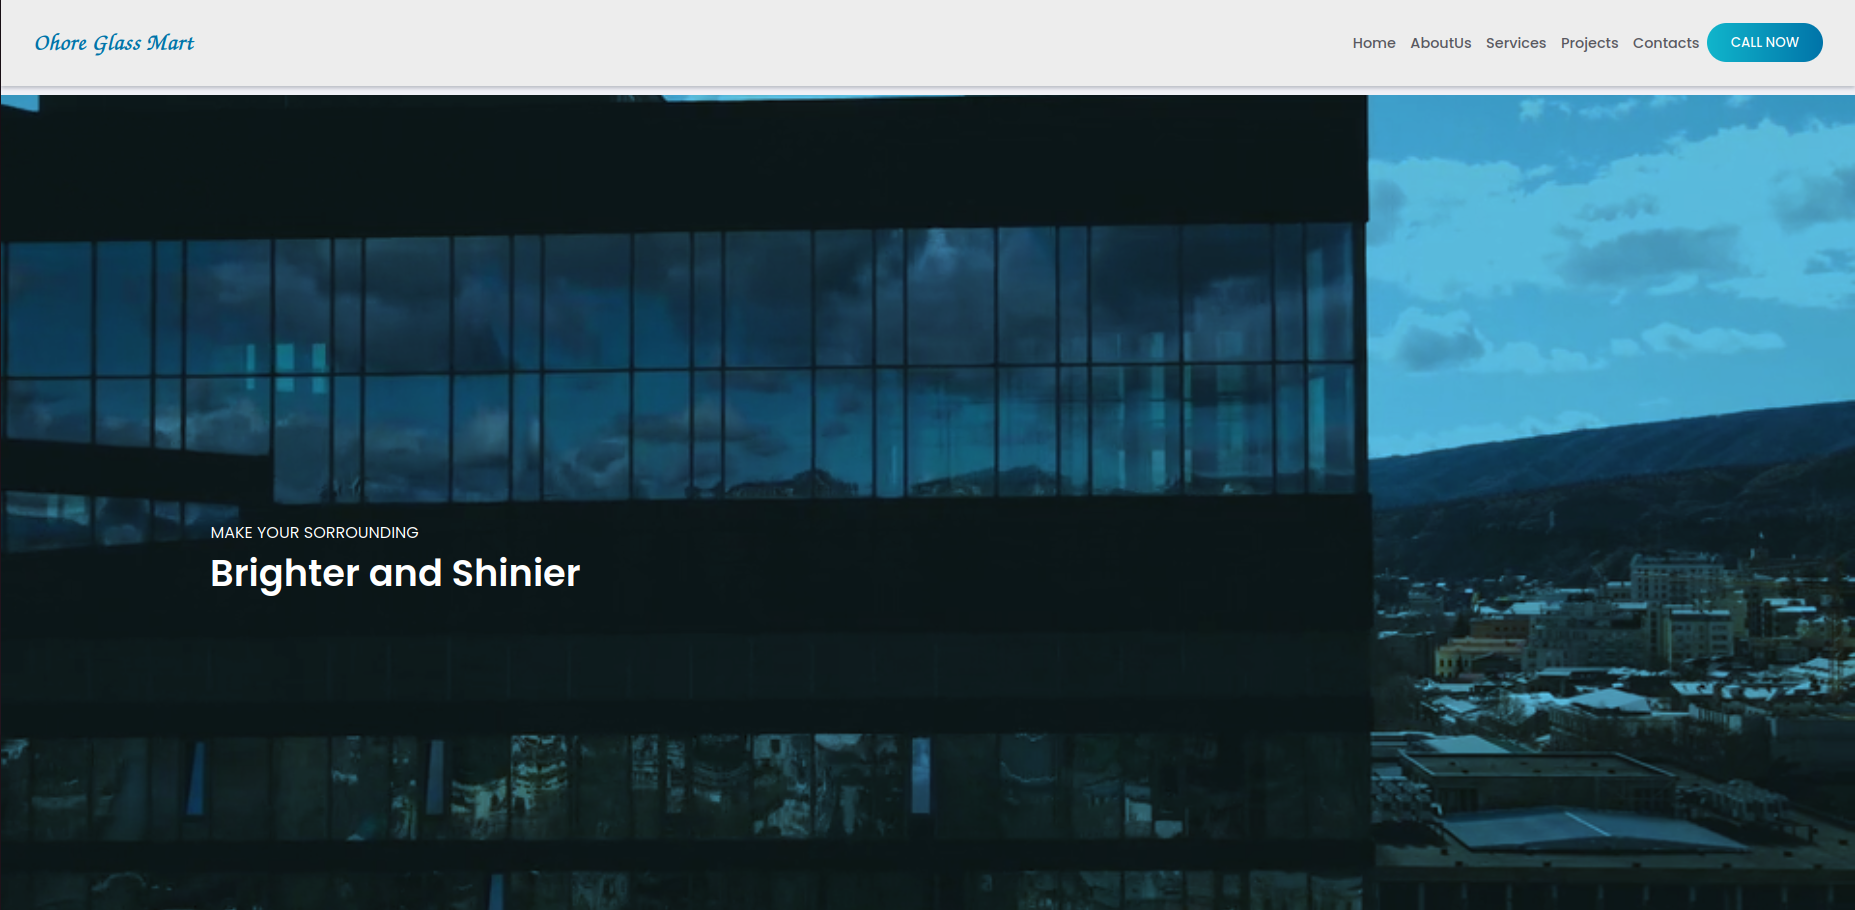 Ohore Glass Mart
Home AboutUs Services Projects Contacts CALL NOW
MAKE YOUR SORROUNDING
Brighter and Shinier